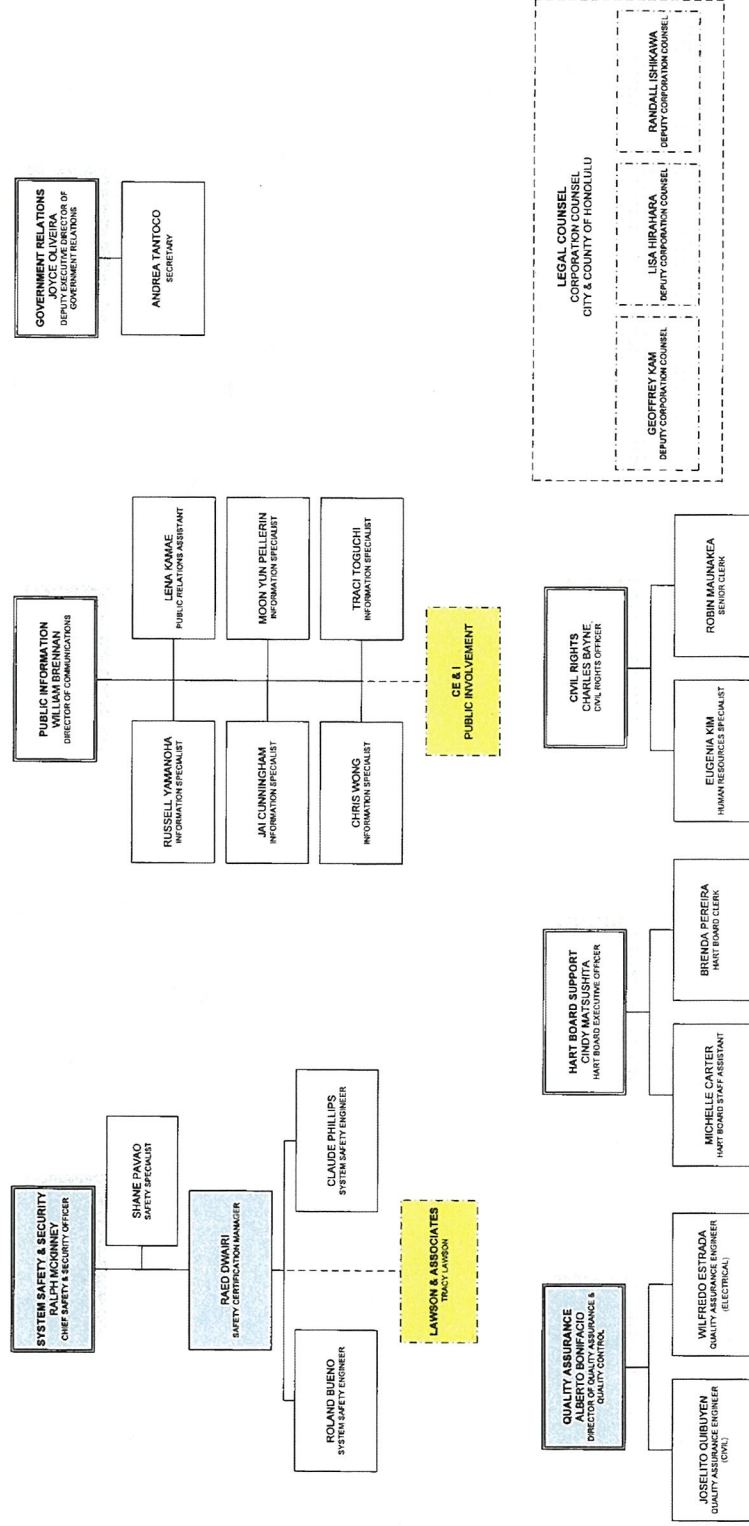 SYSTEM SAFETY & SECURITY
RALPH MCKINNEY
CHIEF SAFETY & SECURITY OFFICER
SHANE PAVAO
SAFETY SPECIALIST
RAED DWAIRI
SAFETY CERTIFICATION MANAGER
ROLAND BUENO
SYSTEM SAFETY ENGINEER
CLAUDE PHILLIPS
SYSTEM SAFETY ENGINEER
LAWSON & ASSOCIATES
TRACY LAWSON
PUBLIC INFORMATION
WILLIAM BRENNAN
DIRECTOR OF COMMUNICATIONS
RUSSELL YAMANOHA
INFORMATION SPECIALIST
LENA KAMAE
PUBLIC RELATIONS ASSISTANT
JAI CUNNINGHAM
INFORMATION SPECIALIST
MOON YUN PELLERIN
INFORMATION SPECIALIST
CHRIS WONG
INFORMATION SPECIALIST
TRACI TOGUCHI
INFORMATION SPECIALIST
CE & I
PUBLIC INVOLVEMENT
GOVERNMENT RELATIONS
JOYCE OLIVEIRA
DEPUTY EXECUTIVE DIRECTOR OF
GOVERNMENT RELATIONS
ANDREA TANTOCO
SECRETARY
QUALITY ASSURANCE
ALBERTO BONIFACIO
DIRECTOR OF QUALITY ASSURANCE &
QUALITY CONTROL
JOSELITO QUIBUYEN
QUALITY ASSURANCE ENGINEER
(CIVIL)
WILFREDO ESTRADA
QUALITY ASSURANCE ENGINEER
(ELECTRICAL)
HART BOARD SUPPORT
CINDY MATSUSHITA
HART BOARD EXECUTIVE OFFICER
MICHELLE CARTER
HART BOARD STAFF ASSISTANT
BRENDA PEREIRA
HART BOARD CLERK
CIVIL RIGHTS
CHARLES BAYNE,
CIVIL RIGHTS OFFICER
EUGENIA KIM
HUMAN RESOURCES SPECIALIST
ROBIN MAUNAKEA
SENIOR CLERK
LEGAL COUNSEL
CORPORATION COUNSEL
CITY & COUNTY OF HONOLULU
GEOFFREY KAM
DEPUTY CORPORATION COUNSEL
LISA HIRAHARA
DEPUTY CORPORATION COUNSEL
RANDALL ISHIKAWA
DEPUTY CORPORATION COUNSEL